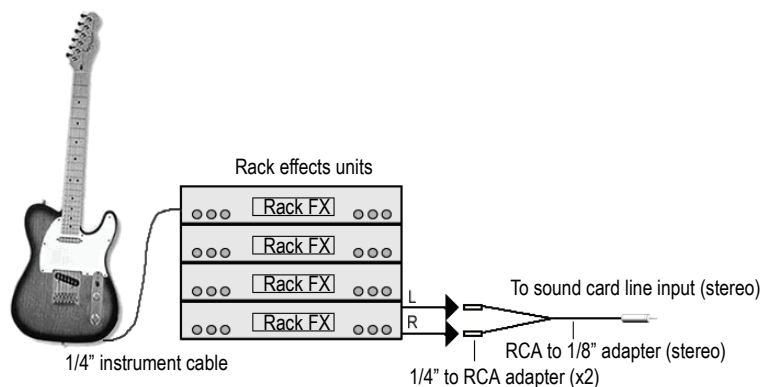 Rack effects units
Rack FX
Rack FX
Rack FX
Rack FX
L
R
To sound card line input (stereo)
RCA to 1/8” adapter (stereo)
1/4” to RCA adapter (x2)
1/4” instrument cable